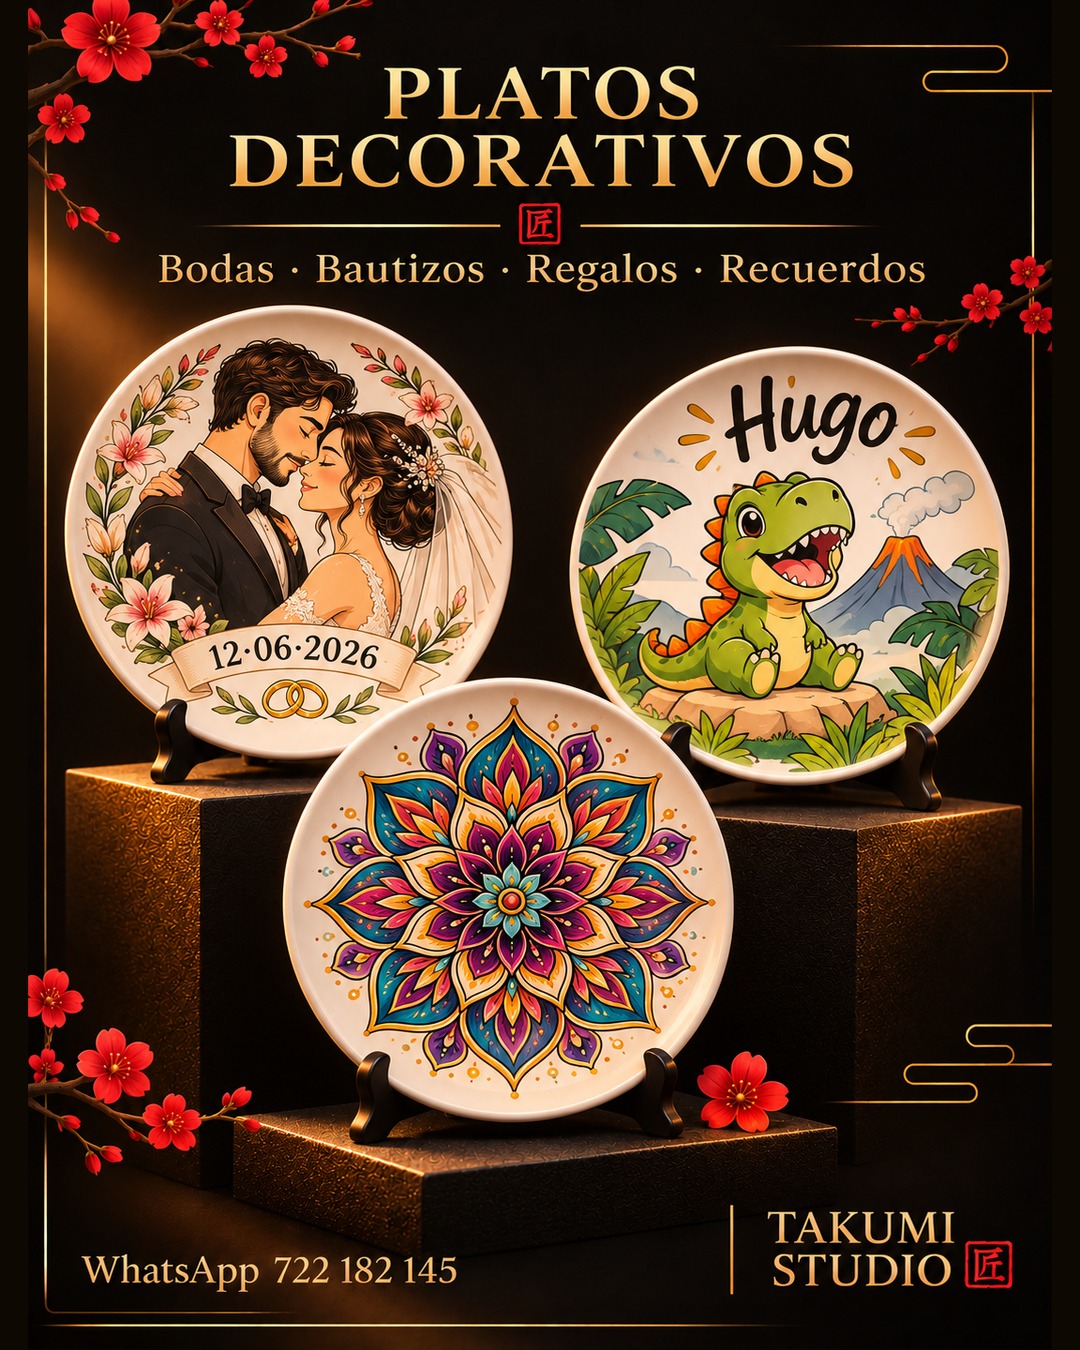 PLATOS
DECORATIVOS
匠
Bodas · Bautizos · Regalos · Recuerdos
Hugo
12·06·2026
WhatsApp 722 182 145
TAKUMI
STUDIO 匠